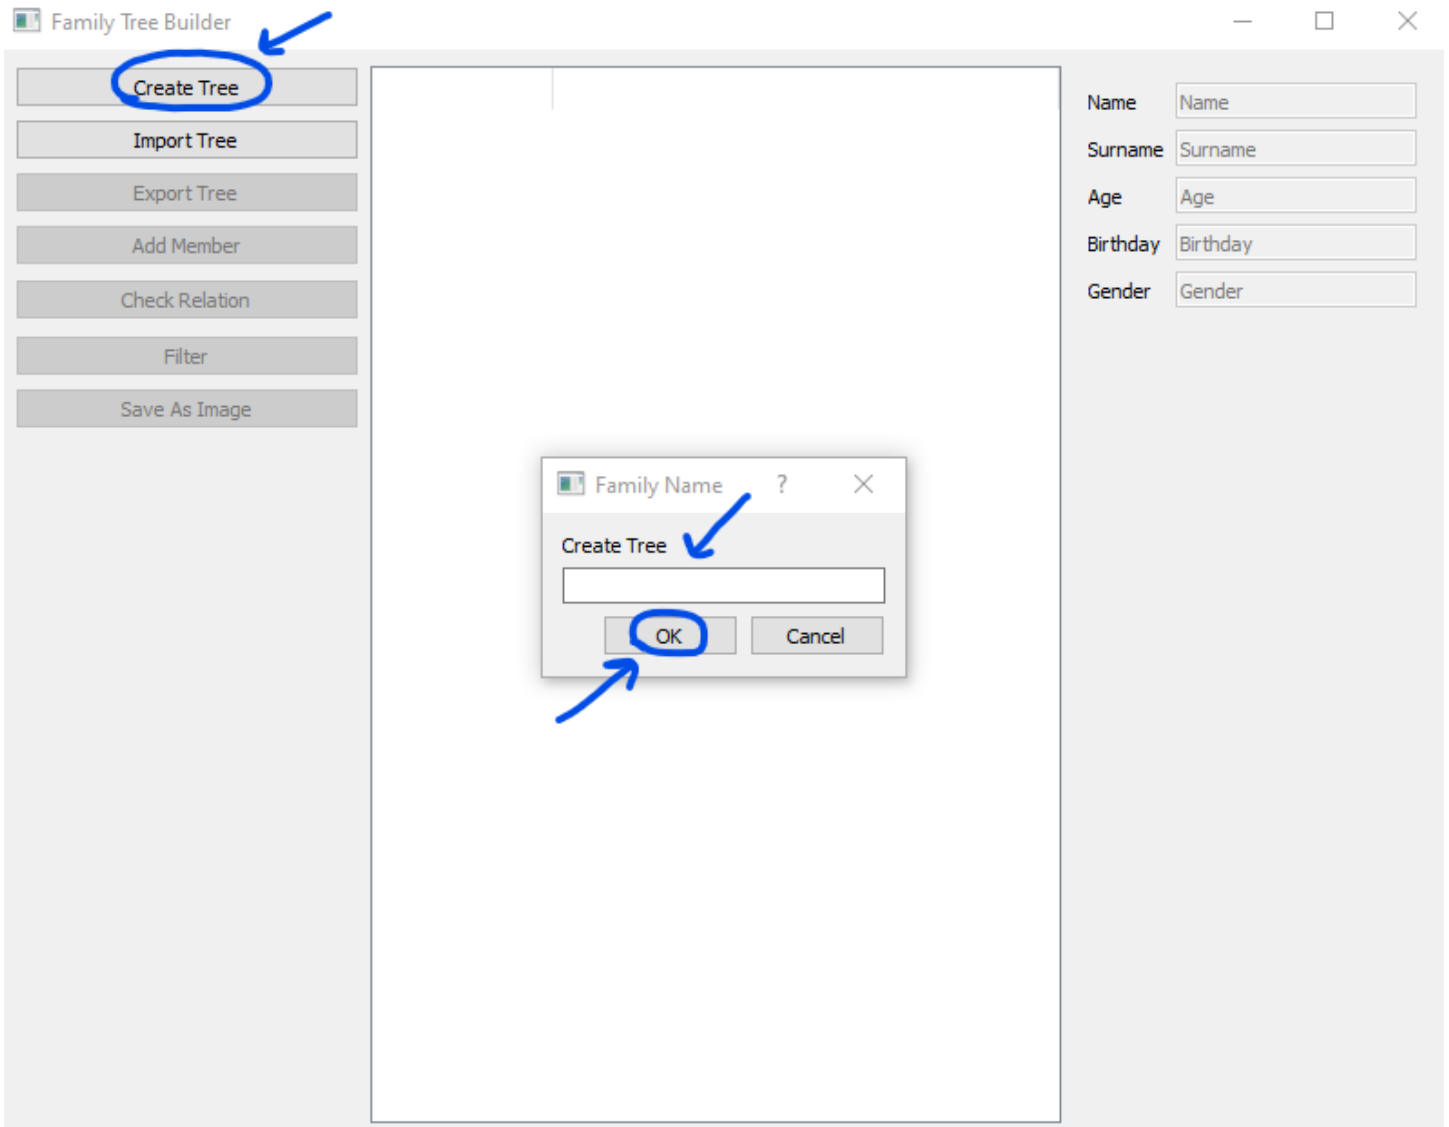 Family Tree Builder
Create Tree
Import Tree
Export Tree
Add Member
Check Relation
Filter
Save As Image
Family Name ?
Create Tree
OK Cancel
Name Name
Surname Surname
Age Age
Birthday Birthday
Gender Gender